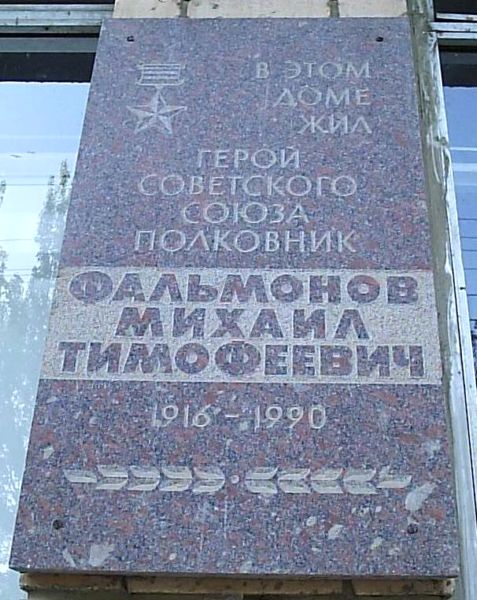 В ЭТОМ
ДОМЕ
ЖИЛ
ГЕРОЙ
СОВЕТСКОГО
СОЮЗА
ПОЛКОВНИК
ФАЛЬМОНОВ
МИХАИЛ
ТИМОФЕЕВИЧ
1916 - 1990